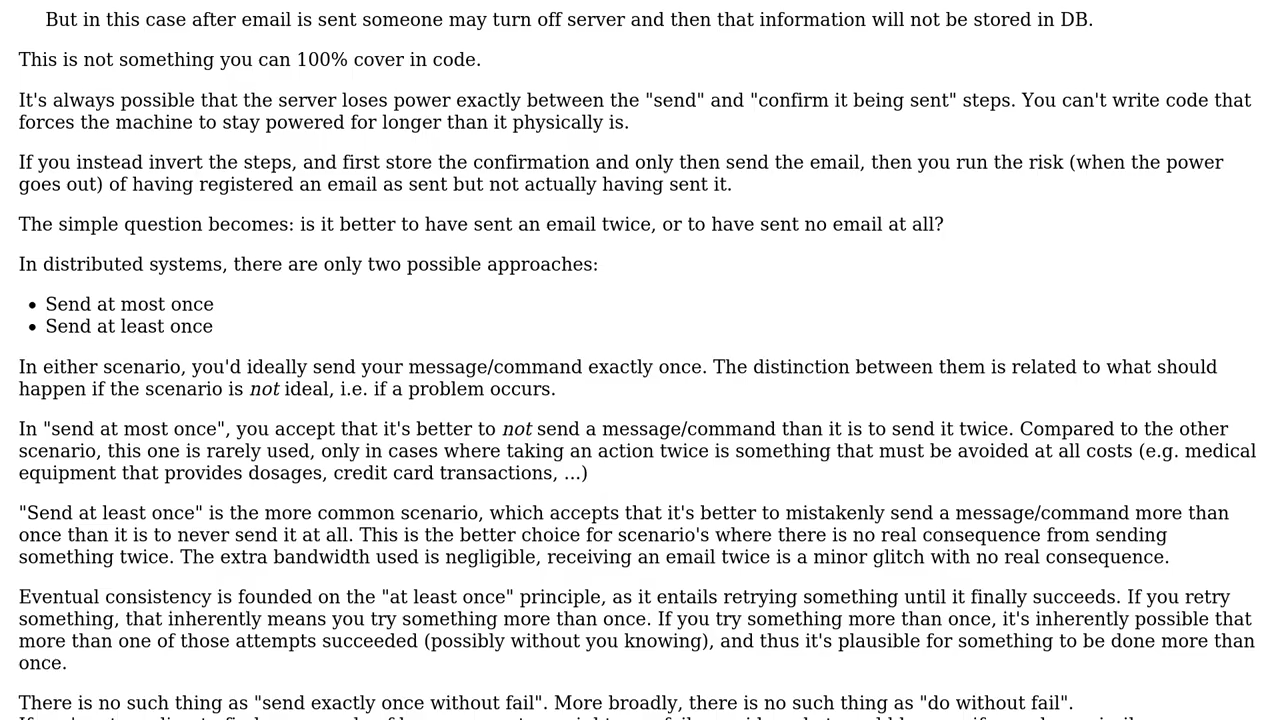 But in this case after email is sent someone may turn off server and then that information will not be stored in DB.
This is not something you can 100% cover in code.
It's always possible that the server loses power exactly between the "send" and "confirm it being sent" steps. You can't write code that
forces the machine to stay powered for longer than it physically is.
If you instead invert the steps, and first store the confirmation and only then send the email, then you run the risk (when the power
goes out) of having registered an email as sent but not actually having sent it.
The simple question becomes: is it better to have sent an email twice, or to have sent no email at all?
In distributed systems, there are only two possible approaches:
• Send at most once
• Send at least once
In either scenario, you'd ideally send your message/command exactly once. The distinction between them is related to what should
happen if the scenario is not ideal, i.e. if a problem occurs.
In "send at most once", you accept that it's better to not send a message/command than it is to send it twice. Compared to the other
scenario, this one is rarely used, only in cases where taking an action twice is something that must be avoided at all costs (e.g. medical
equipment that provides dosages, credit card transactions, ...)
"Send at least once" is the more common scenario, which accepts that it's better to mistakenly send a message/command more than
once than it is to never send it at all. This is the better choice for scenario's where there is no real consequence from sending
something twice. The extra bandwidth used is negligible, receiving an email twice is a minor glitch with no real consequence.
Eventual consistency is founded on the "at least once" principle, as it entails retrying something until it finally succeeds. If you retry
something, that inherently means you try something more than once. If you try something more than once, it's inherently possible that
more than one of those attempts succeeded (possibly without you knowing), and thus it's plausible for something to be done more than
once.
There is no such thing as "send exactly once without fail". More broadly, there is no such thing as "do without fail".